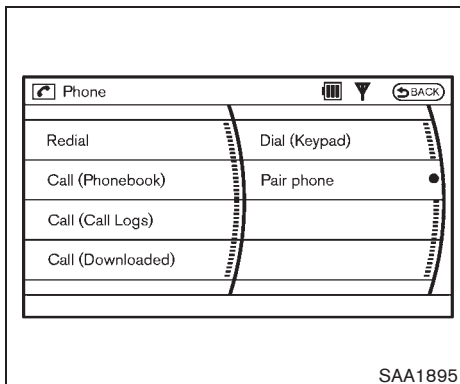 Phone
BACK
Redial
Dial (Keypad)
Call (Phonebook)
Pair phone
Call (Call Logs)
Call (Downloaded)
SAA1895